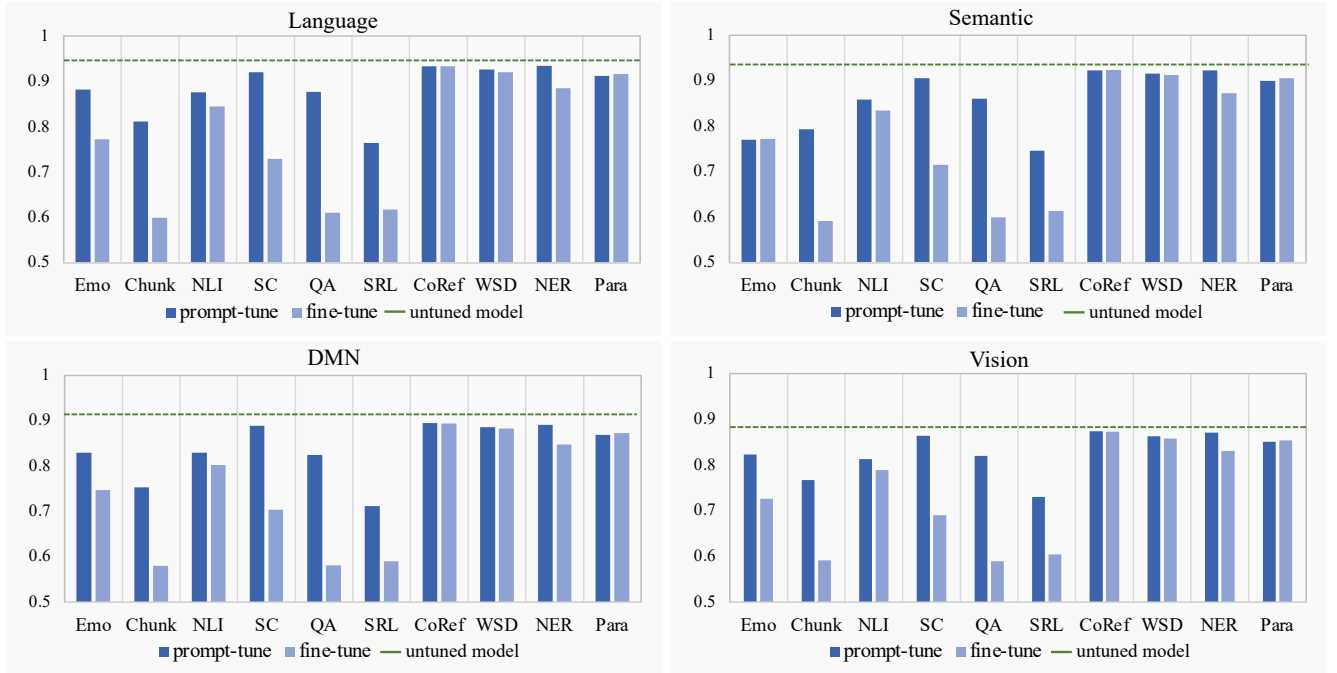 Language
1
0.9
0.8
0.7
0.6
0.5
Emo Chunk NLI SC QA SRL CoRef WSD NER Para
prompt-tune fine-tune untuned model
Semantic
1
0.9
0.8
0.7
0.6
0.5
Emo Chunk NLI SC QA SRL CoRef WSD NER Para
prompt-tune fine-tune untuned model
DMN
1
0.9
0.8
0.7
0.6
0.5
Emo Chunk NLI SC QA SRL CoRef WSD NER Para
prompt-tune fine-tune untuned model
Vision
1
0.9
0.8
0.7
0.6
0.5
Emo Chunk NLI SC QA SRL CoRef WSD NER Para
prompt-tune fine-tune untuned model